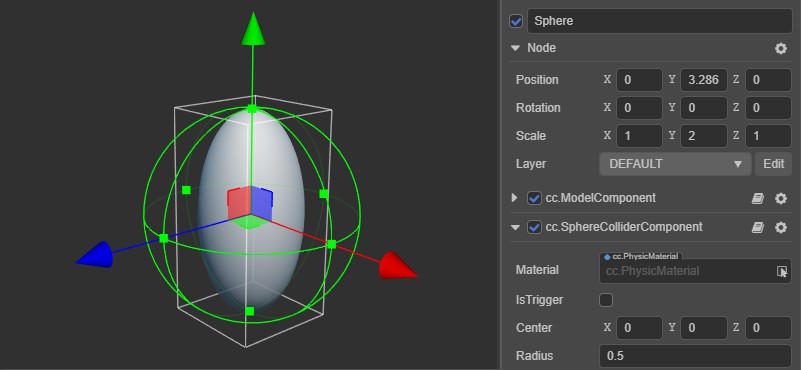 Sphere
Node
Position X 0 Y 3.286 Z 0
Rotation X 0 Y 0 Z 0
Scale X 1 Y 2 Z 1
Layer DEFAULT Edit
cc.ModelComponent
cc.SphereColliderComponent
cc.PhysicMaterial
Material cc.PhysicMaterial
IsTrigger
Center X 0 Y 0 Z 0
Radius 0.5